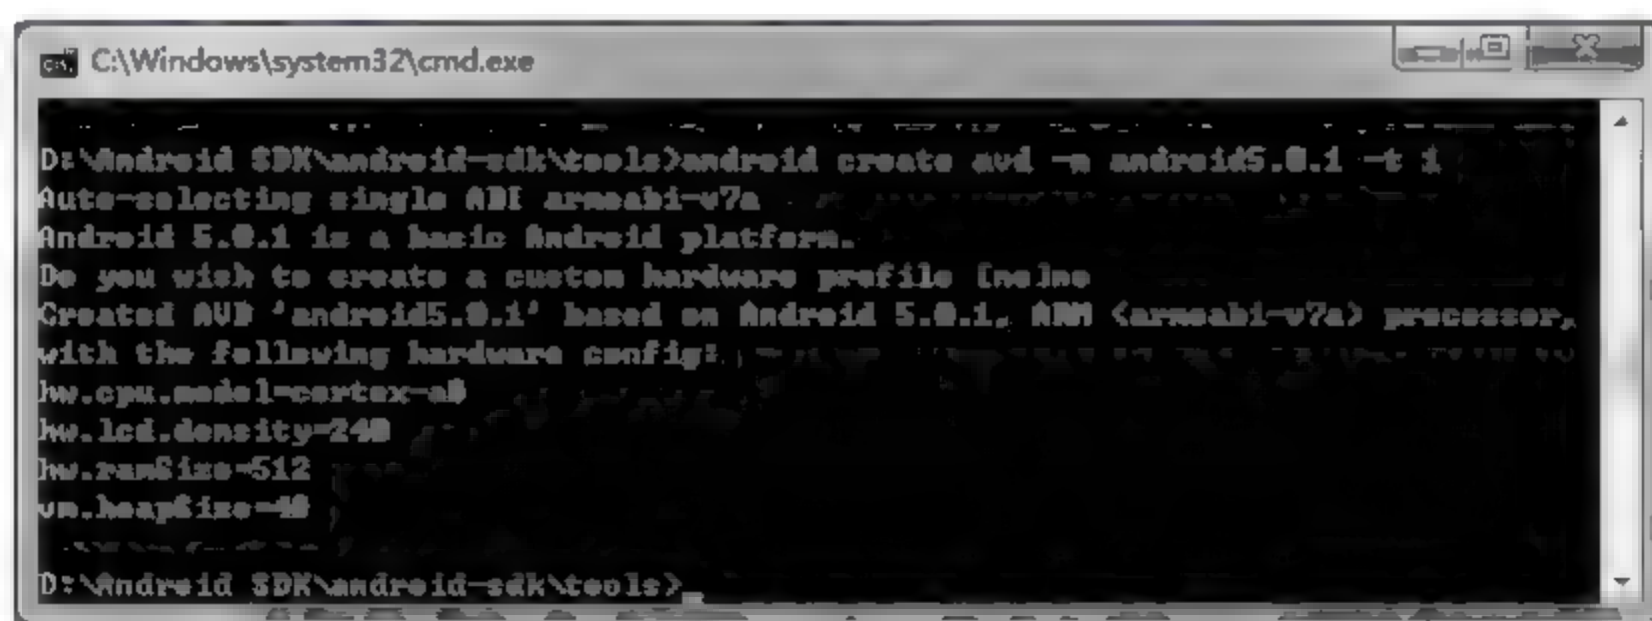 C:\Windows\system32\cmd.exe
D:\Android SDK\android-sdk\tools>android create avd -n android5.0.1 -t 1
Auto-selecting single ABI armeabi-v7a
Android 5.0.1 is a basic Android platform.
Do you wish to create a custom hardware profile [no]no
Created AVD 'android5.0.1' based on Android 5.0.1, ARM (armeabi-v7a) processor,
with the following hardware config:
hw.cpu.model=cortex-a8
hw.lcd.density=240
hw.ramSize=512
vm.heapSize=48
D:\Android SDK\android-sdk\tools>_